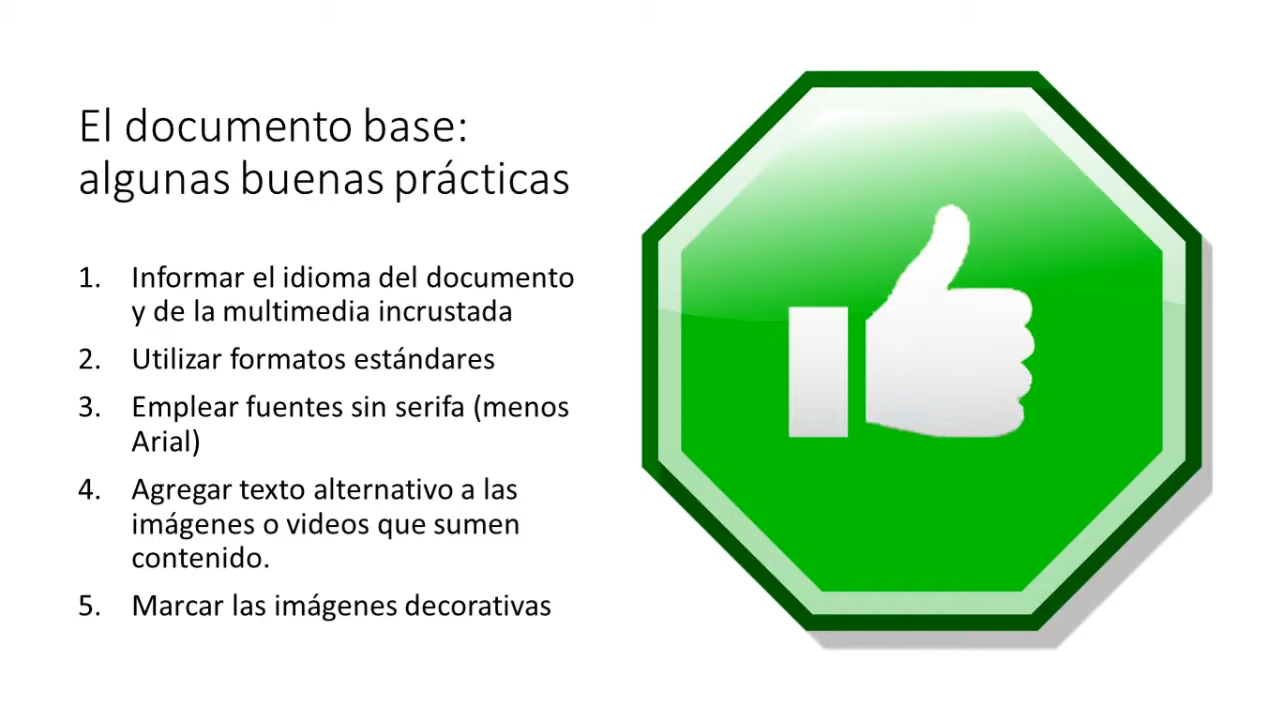 El documento base:
algunas buenas prácticas
1. Informar el idioma del documento
y de la multimedia incrustada
2. Utilizar formatos estándares
3. Emplear fuentes sin serifa (menos
Arial)
4. Agregar texto alternativo a las
imágenes o videos que sumen
contenido.
5. Marcar las imágenes decorativas